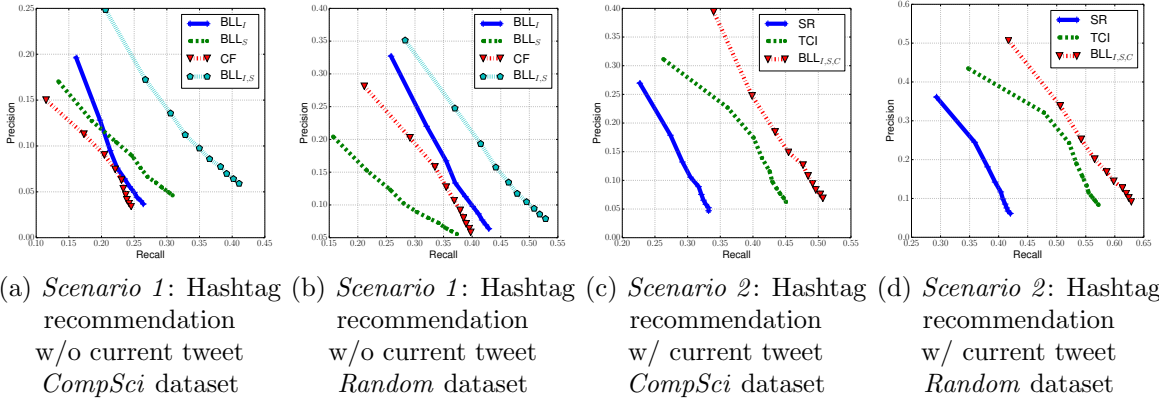 0.25
0.20
0.15
0.10
0.05
0.00
0.10 0.15 0.20 0.25 0.30 0.35 0.40 0.45
Precision
Recall
BLL_I
BLL_S
CF
BLL_I,S
0.40
0.35
0.30
0.25
0.20
0.15
0.10
0.05
0.15 0.20 0.25 0.30 0.35 0.40 0.45 0.50 0.55
Precision
Recall
BLL_I
BLL_S
CF
BLL_I,S
0.40
0.35
0.30
0.25
0.20
0.15
0.10
0.05
0.00
0.20 0.25 0.30 0.35 0.40 0.45 0.50 0.55
Precision
Recall
SR
TCI
BLL_I,S,C
0.6
0.5
0.4
0.3
0.2
0.1
0.0
0.25 0.30 0.35 0.40 0.45 0.50 0.55 0.60 0.65
Precision
Recall
SR
TCI
BLL_I,S,C
(a) Scenario 1: Hashtag
recommendation
w/o current tweet
CompSci dataset
(b) Scenario 1: Hashtag
recommendation
w/o current tweet
Random dataset
(c) Scenario 2: Hashtag
recommendation
w/ current tweet
CompSci dataset
(d) Scenario 2: Hashtag
recommendation
w/ current tweet
Random dataset